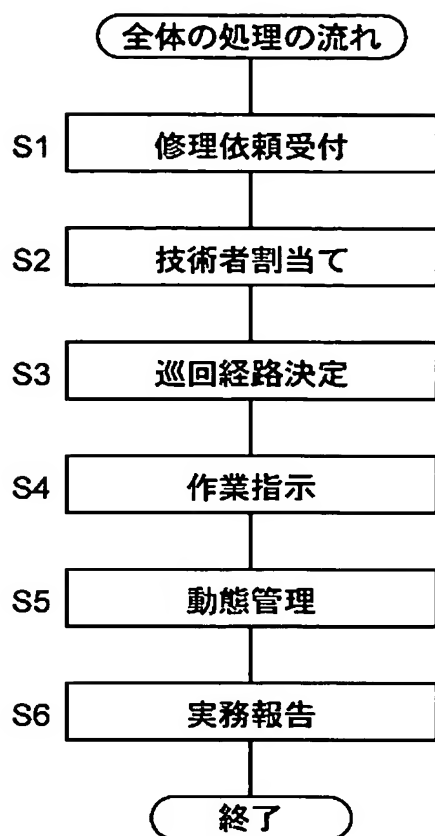 全体の処理の流れ
S1 修理依頼受付
S2 技術者割当て
S3 巡回経路決定
S4 作業指示
S5 動態管理
S6 実務報告
終了